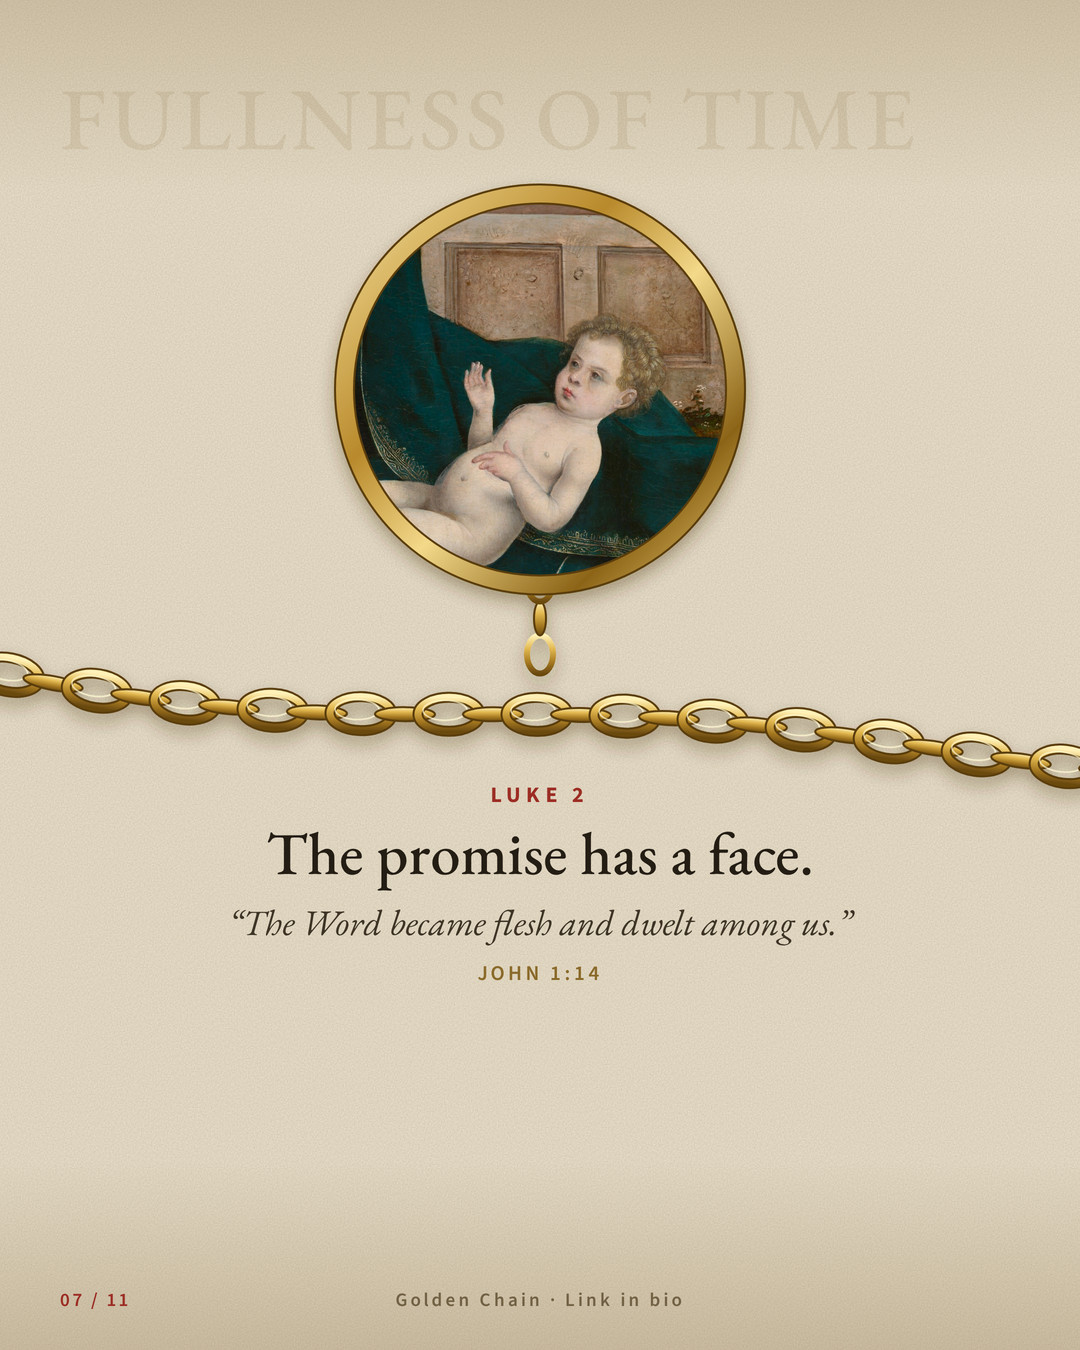 FULLNESS OF TIME
LUKE 2
The promise has a face.
“The Word became flesh and dwelt among us.”
JOHN 1:14
07 / 11
Golden Chain · Link in bio